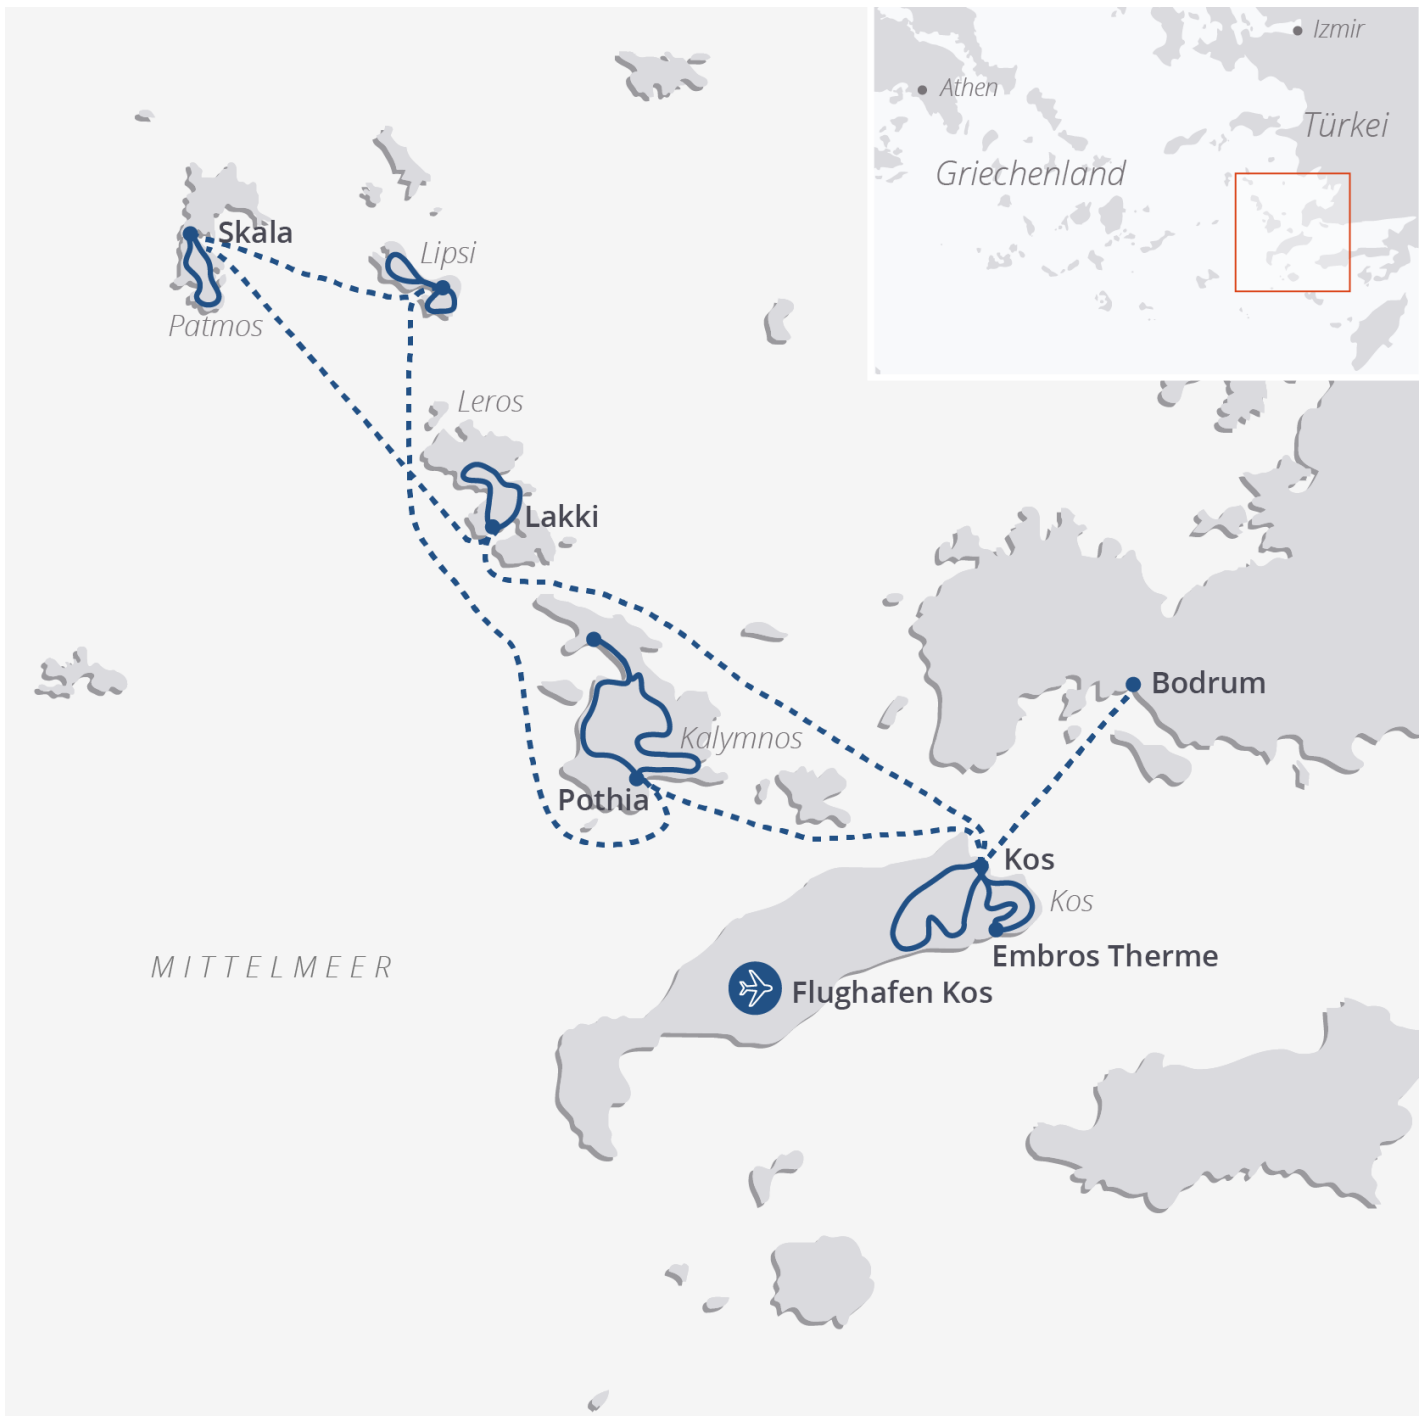 Izmir
Athen
Türkei
Griechenland
Skala
Lipsi
Patmos
Leros
Lakki
Bodrum
Kalymnos
Pothia
Kos
Kos
Embros Therme
MITTELMEER
Flughafen Kos